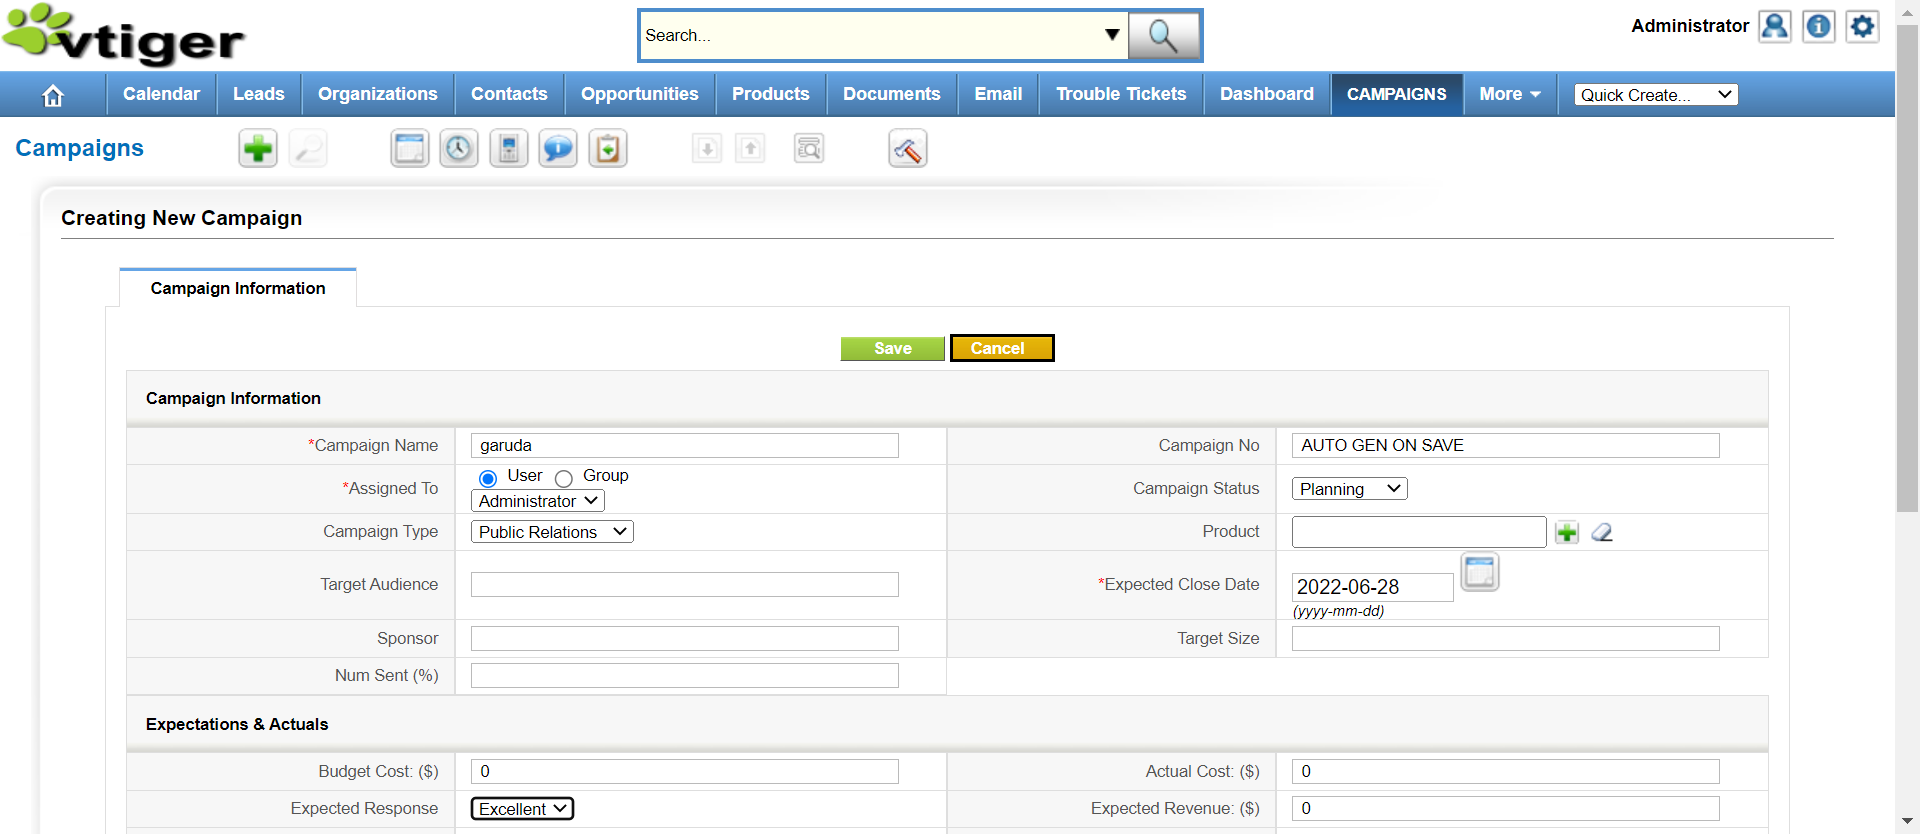 vtiger
Search...
Administrator
Calendar Leads Organizations Contacts Opportunities Products Documents Email Trouble Tickets Dashboard CAMPAIGNS More Quick Create...
Campaigns
Creating New Campaign
Campaign Information
Save Cancel
Campaign Information
*Campaign Name garuda Campaign No AUTO GEN ON SAVE
*Assigned To User Group Administrator Campaign Status Planning
Campaign Type Public Relations Product
Target Audience *Expected Close Date 2022-06-28
(yyyy-mm-dd)
Sponsor Target Size
Num Sent (%)
Expectations & Actuals
Budget Cost: ($) 0 Actual Cost: ($) 0
Expected Response Excellent Expected Revenue: ($) 0